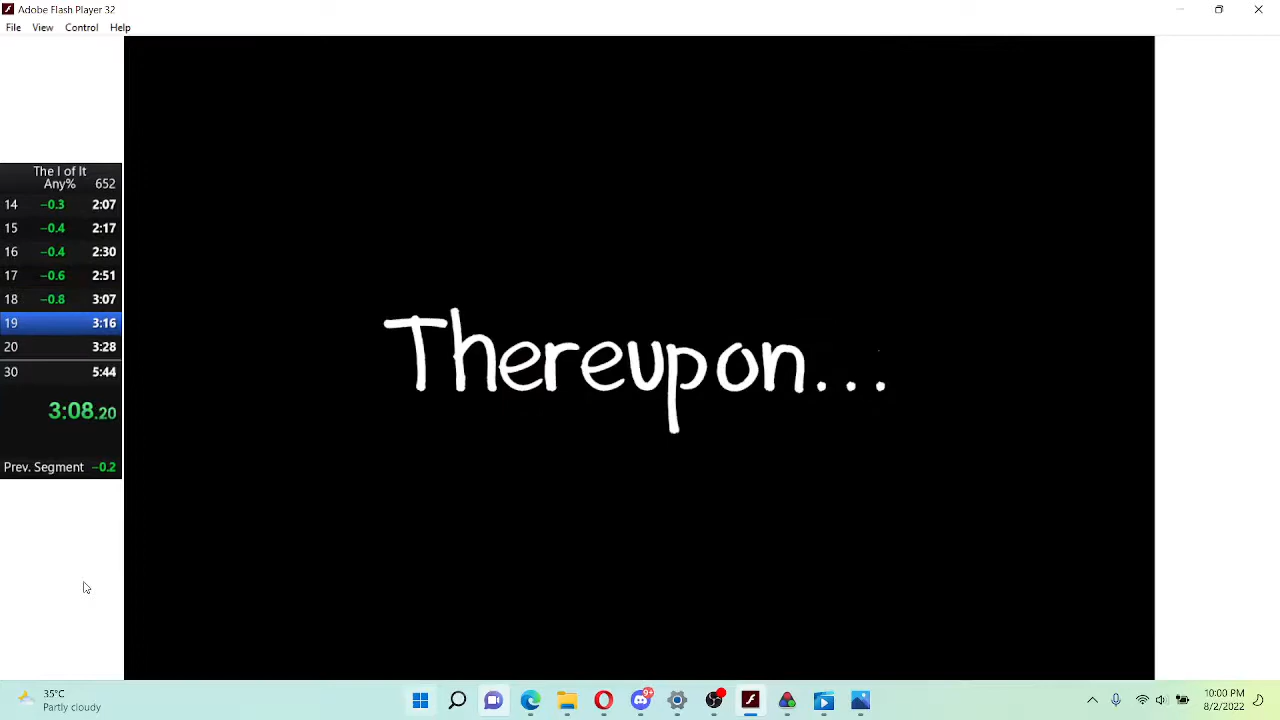 Adobe Flash Player 32
File View Control Help
The I of It
Any% 652
14 −0.3 2:07
15 −0.4 2:17
16 −0.4 2:30
17 −0.6 2:51
18 −0.8 3:07
19 3:16
20 3:28
30 5:44
3:08.20
Prev. Segment −0.2
Thereupon...
35°C
Partly cloudy
9+
10:00 PM
8/2/2022